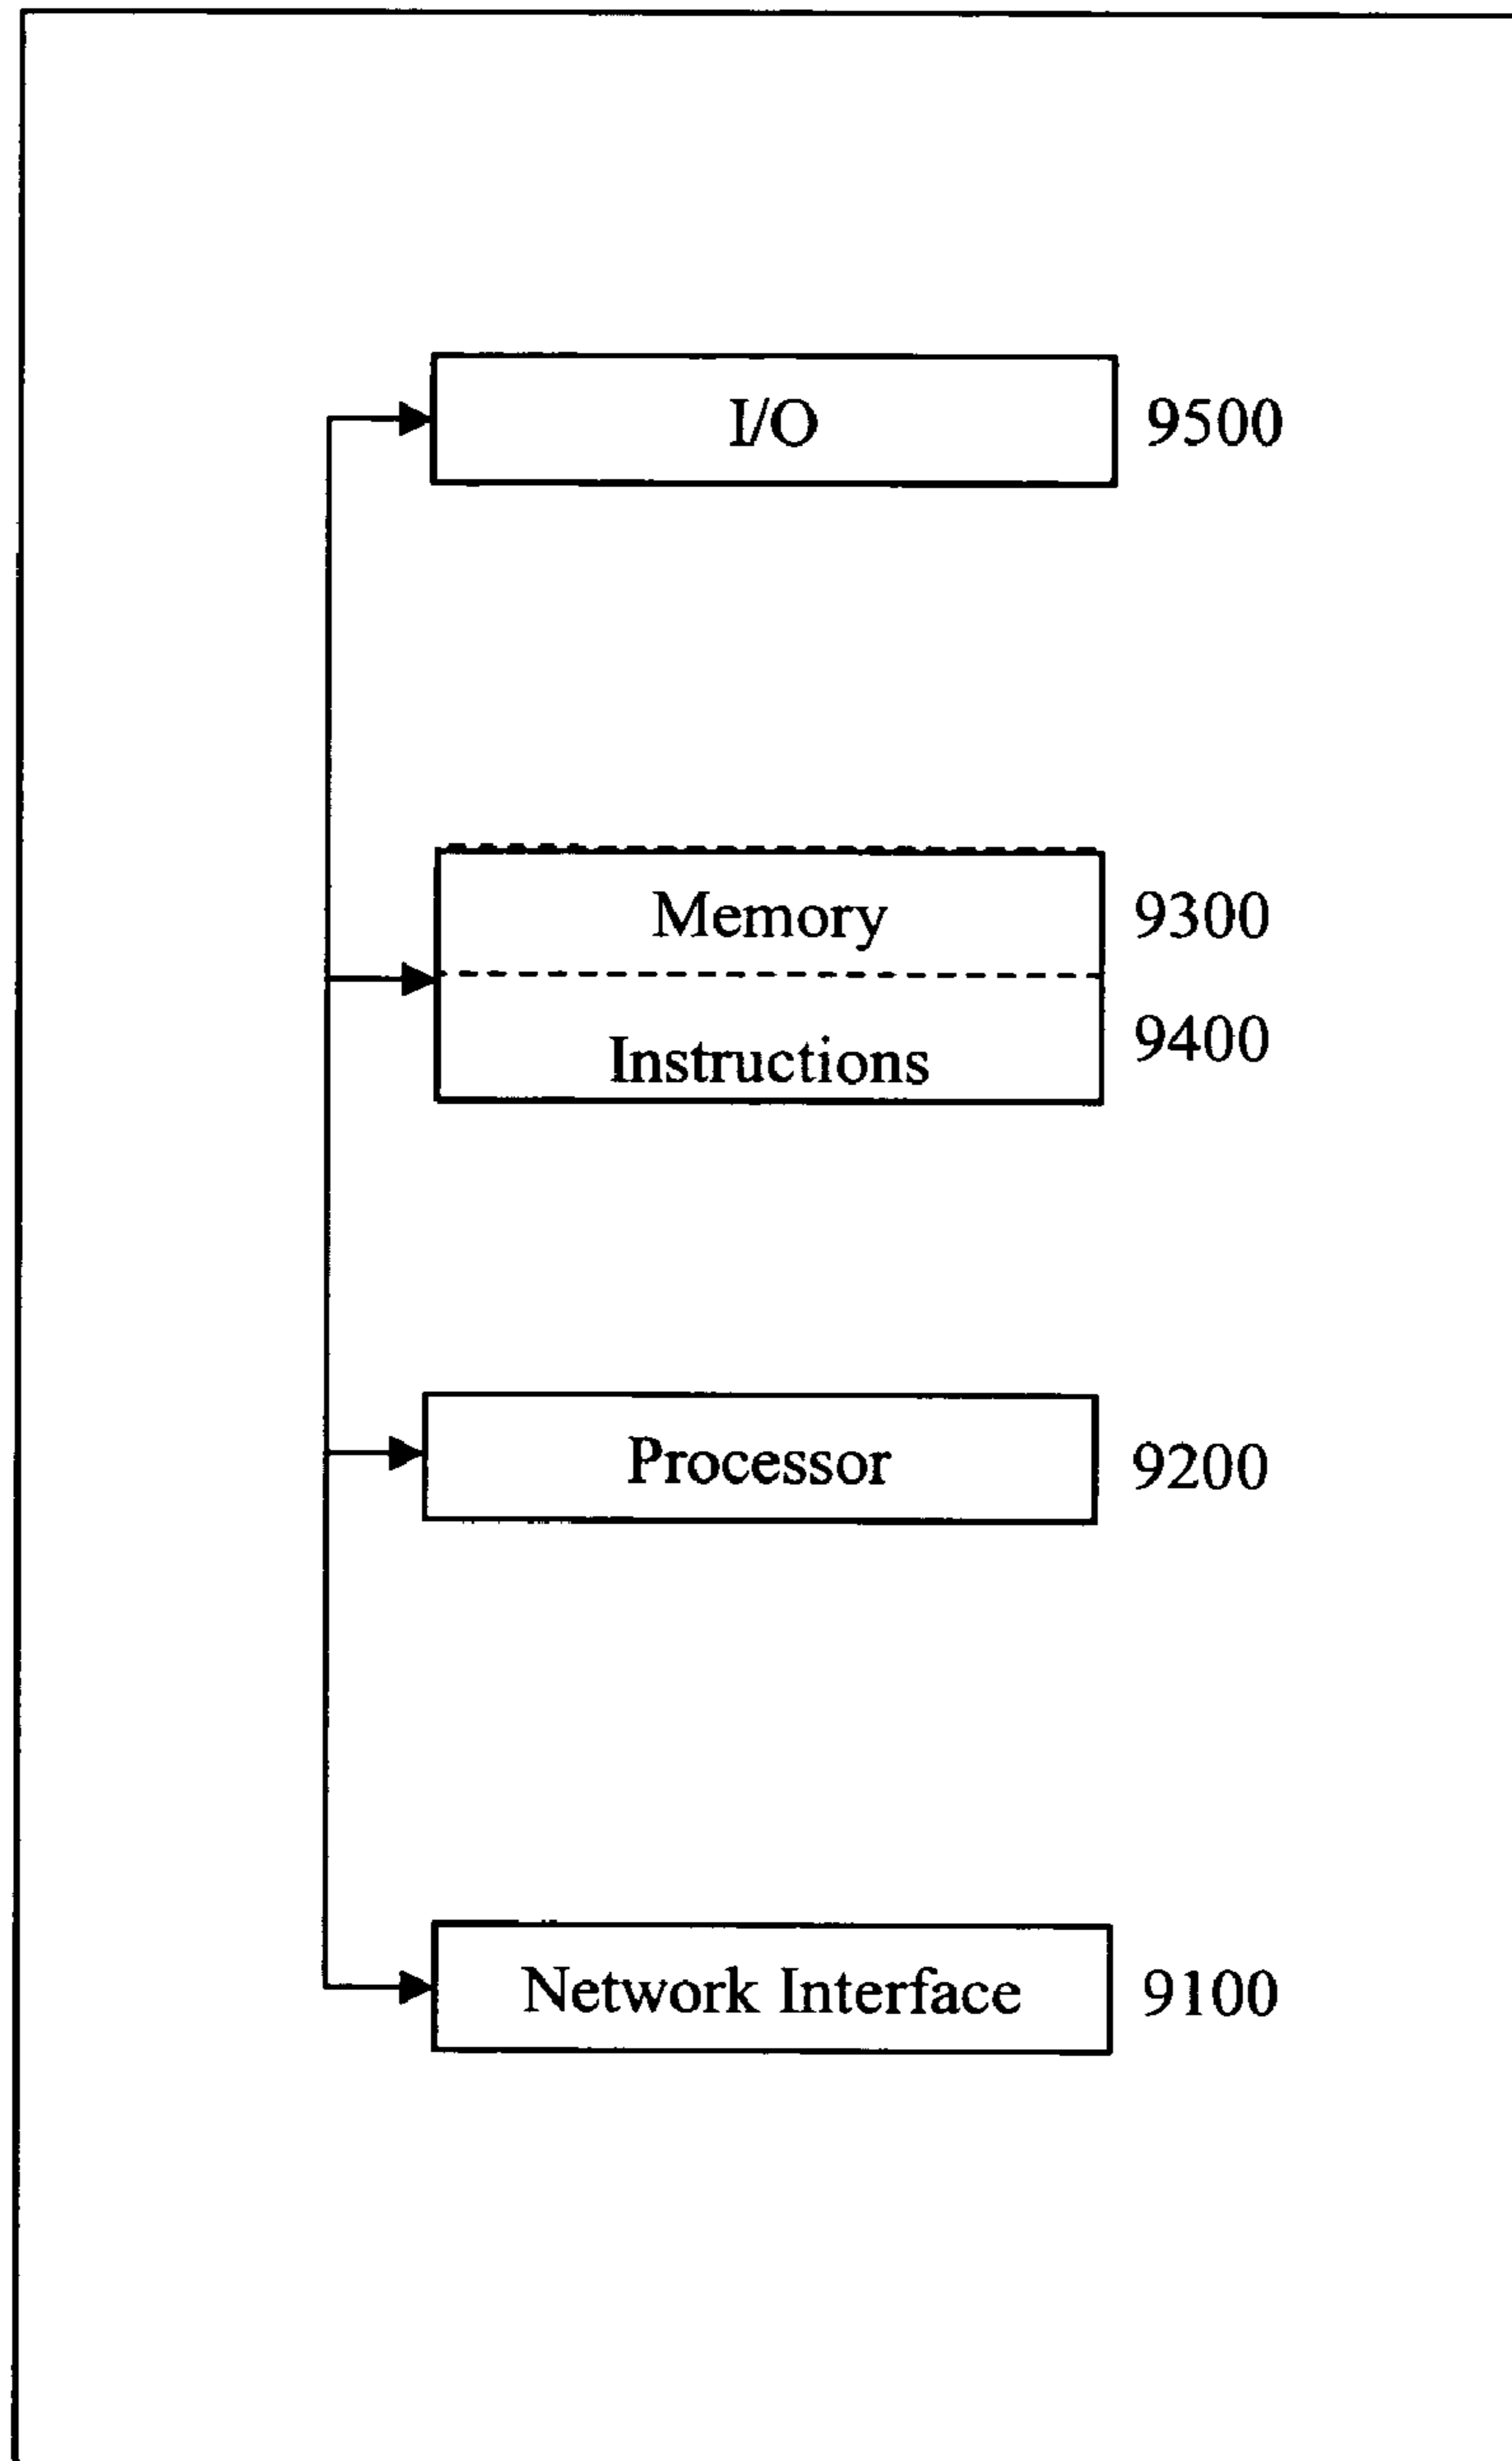 I/O 9500
Memory 9300
Instructions 9400
Processor 9200
Network Interface 9100